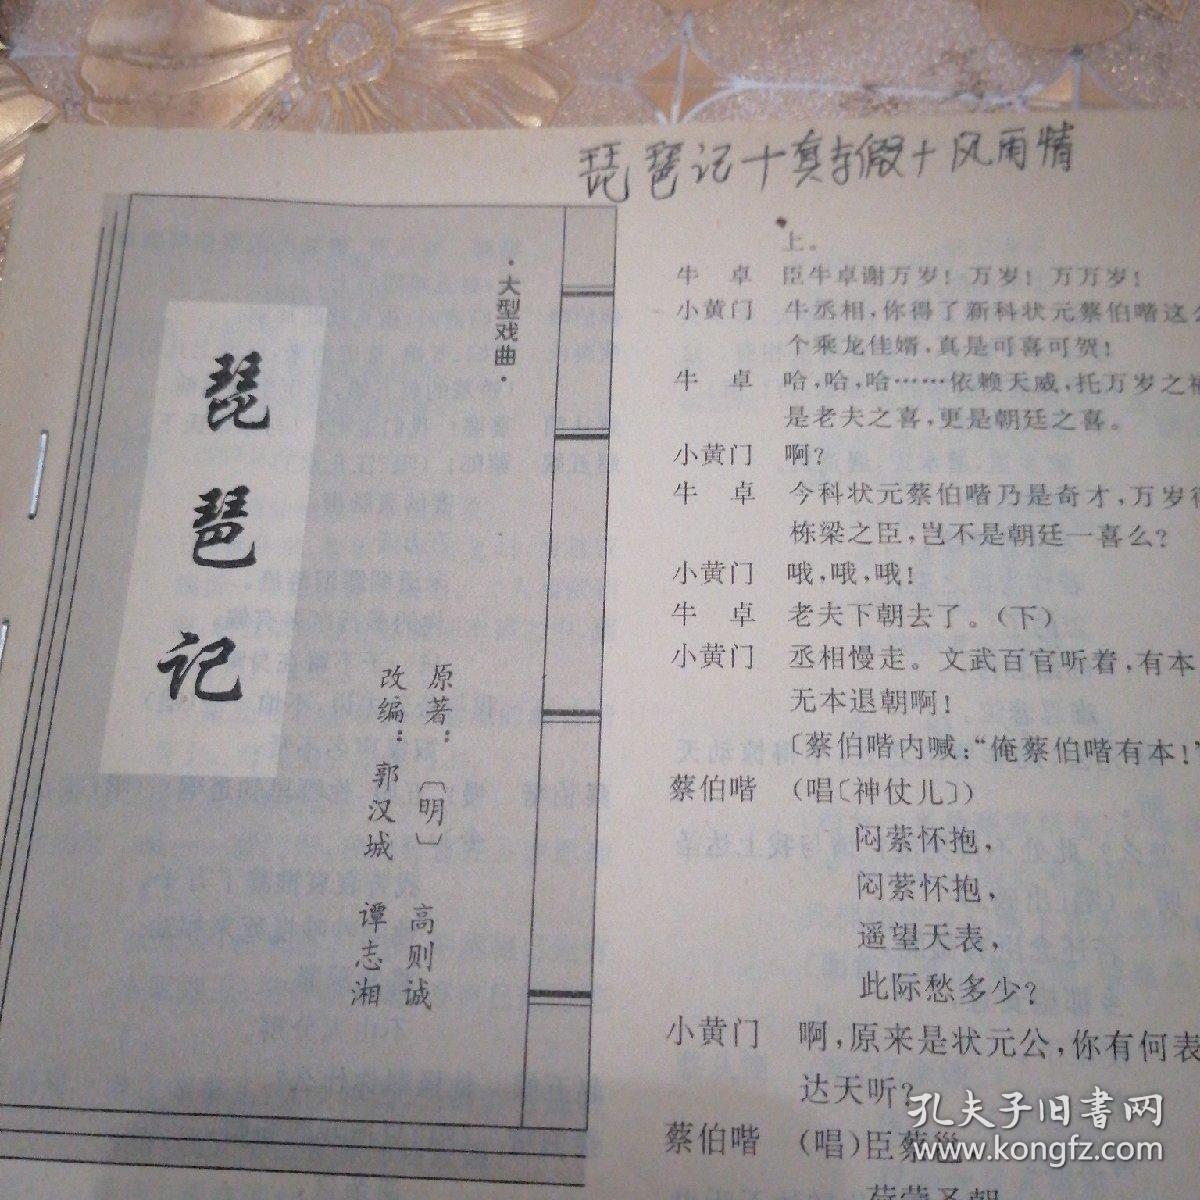 琵琶记+真与假+风雨情
·大型戏曲·
琵琶记
原著：〔明〕 高则诚
改编：郭汉城 谭志湘
上。
牛 卓 臣牛卓谢万岁！万岁！万万岁！
小黄门 牛丞相，你得了新科状元蔡伯喈这么
个乘龙佳婿，真是可喜可贺！
牛 卓 哈，哈，哈……依赖天威，托万岁之福
是老夫之喜，更是朝廷之喜。
小黄门 啊？
牛 卓 今科状元蔡伯喈乃是奇才，万岁得
栋梁之臣，岂不是朝廷一喜么？
小黄门 哦，哦，哦！
牛 卓 老夫下朝去了。（下）
小黄门 丞相慢走。文武百官听着，有本
无本退朝啊！
〔蔡伯喈内喊：“俺蔡伯喈有本！”
蔡伯喈 （唱〔神仗儿〕）
闷萦怀抱，
闷萦怀抱，
遥望天表，
此际愁多少？
小黄门 啊，原来是状元公，你有何表
达天听？
蔡伯喈 （唱）臣蔡邕
荷蒙圣朝
孔夫子旧书网
www.kongfz.com